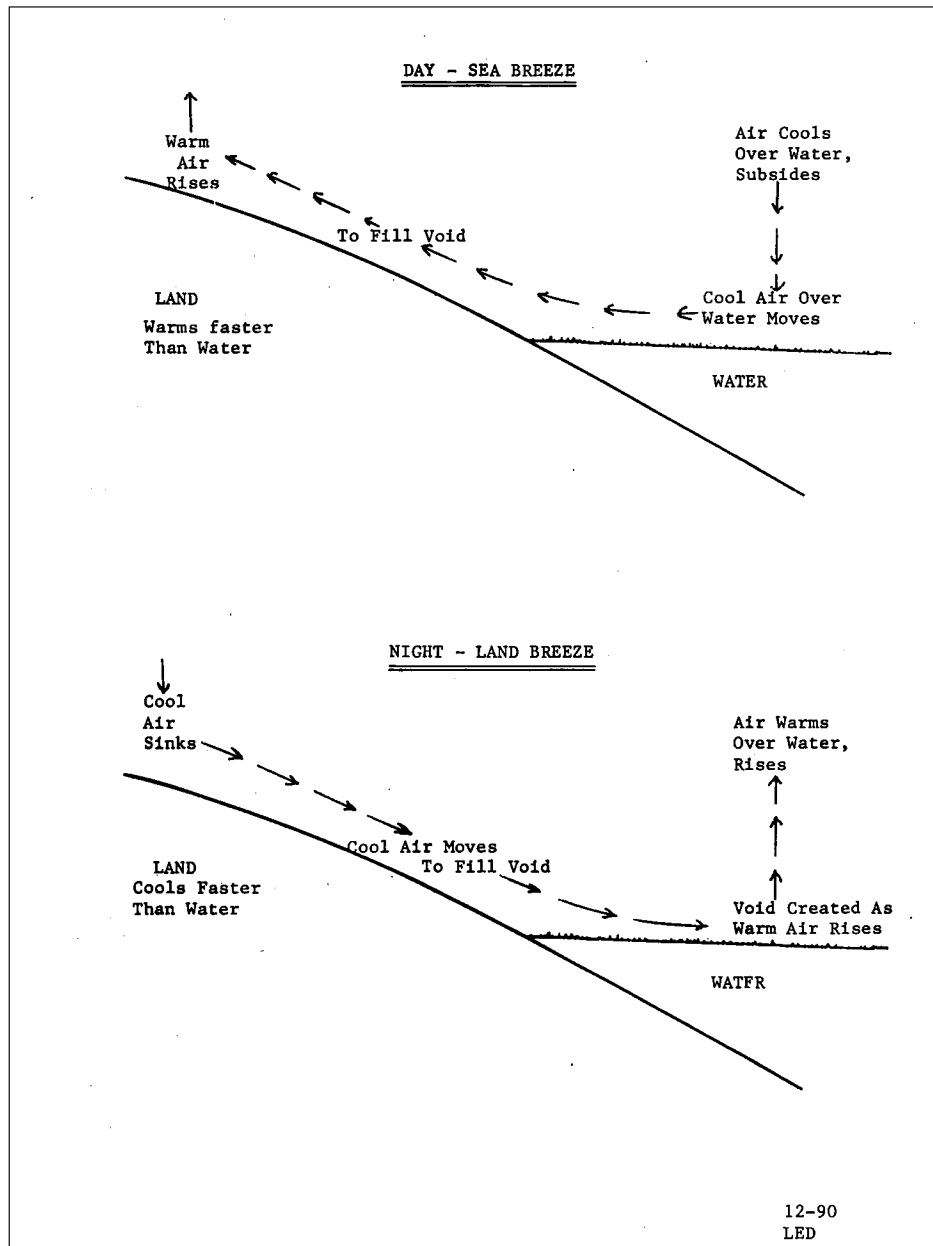 DAY - SEA BREEZE
Warm
Air
Rises
Air Cools
Over Water,
Subsides
To Fill Void
Cool Air Over
Water Moves
LAND
Warms faster
Than Water
WATER
NIGHT - LAND BREEZE
Cool
Air
Sinks
Air Warms
Over Water,
Rises
Cool Air Moves
To Fill Void
LAND
Cools Faster
Than Water
Void Created As
Warm Air Rises
WATFR
12-90
LED